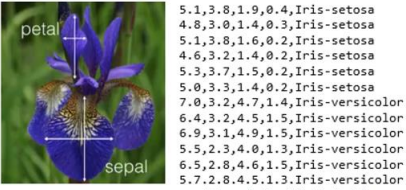 petal
sepal
5.1,3.8,1.9,0.4,Iris-setosa
4.8,3.0,1.4,0.3,Iris-setosa
5.1,3.8,1.6,0.2,Iris-setosa
4.6,3.2,1.4,0.2,Iris-setosa
5.3,3.7,1.5,0.2,Iris-setosa
5.0,3.3,1.4,0.2,Iris-setosa
7.0,3.2,4.7,1.4,Iris-versicolor
6.4,3.2,4.5,1.5,Iris-versicolor
6.9,3.1,4.9,1.5,Iris-versicolor
5.5,2.3,4.0,1.3,Iris-versicolor
6.5,2.8,4.6,1.5,Iris-versicolor
5.7,2.8,4.5,1.3,Iris-versicolor